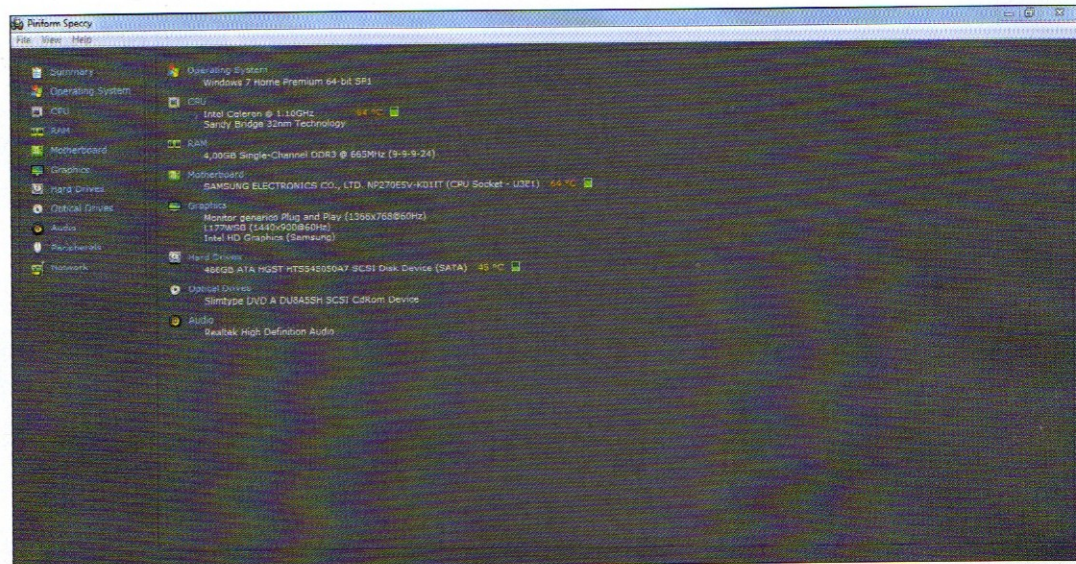 Piriform Speccy
File View Help
Summary
Operating System
CPU
RAM
Motherboard
Graphics
Hard Drives
Optical Drives
Audio
Peripherals
Network
Operating System
Windows 7 Home Premium 64-bit SP1
CPU
Intel Celeron @ 1.10GHz 64 °C
Sandy Bridge 32nm Technology
RAM
4,00GB Single-Channel DDR3 @ 665MHz (9-9-9-24)
Motherboard
SAMSUNG ELECTRONICS CO., LTD. NP270E5V-K01IT (CPU Socket - U3E1) 64 °C
Graphics
Monitor generico Plug and Play (1366x768@60Hz)
L177WSB (1440x900@60Hz)
Intel HD Graphics (Samsung)
Hard Drives
466GB ATA HGST HTS545050A7 SCSI Disk Device (SATA) 45 °C
Optical Drives
Slimtype DVD A DU8A5SH SCSI CdRom Device
Audio
Realtek High Definition Audio